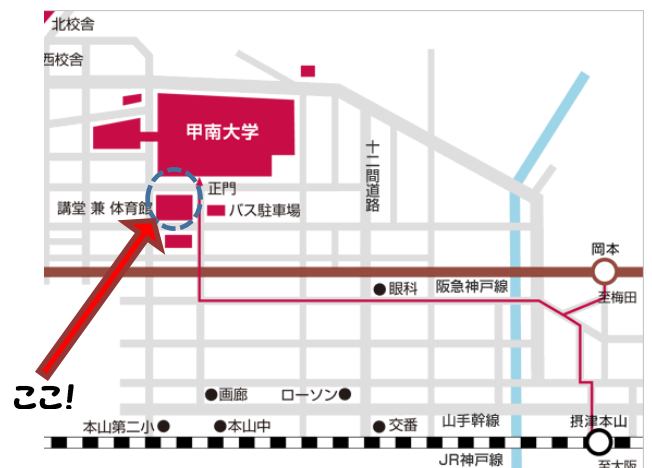 北校舎
西校舎
甲南大学
十二間道路
正門
講堂 兼 体育館
バス駐車場
岡本
眼科
阪急神戸線
至梅田
ここ!
画廊
ローソン
本山第二小
本山中
交番
山手幹線
摂津本山
JR神戸線
至大阪